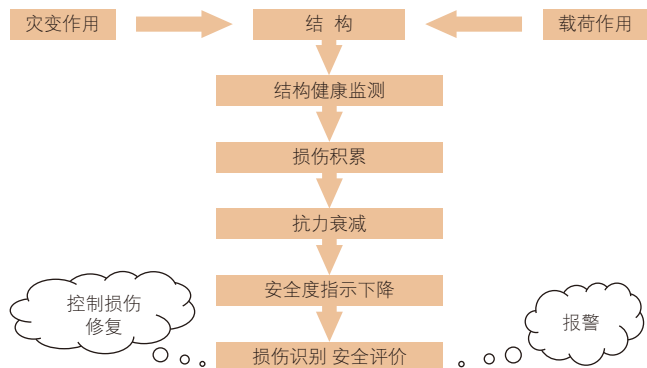 灾变作用
结 构
载荷作用
结构健康监测
损伤积累
抗力衰减
安全度指示下降
控制损伤
修复
报警
损伤识别 安全评价